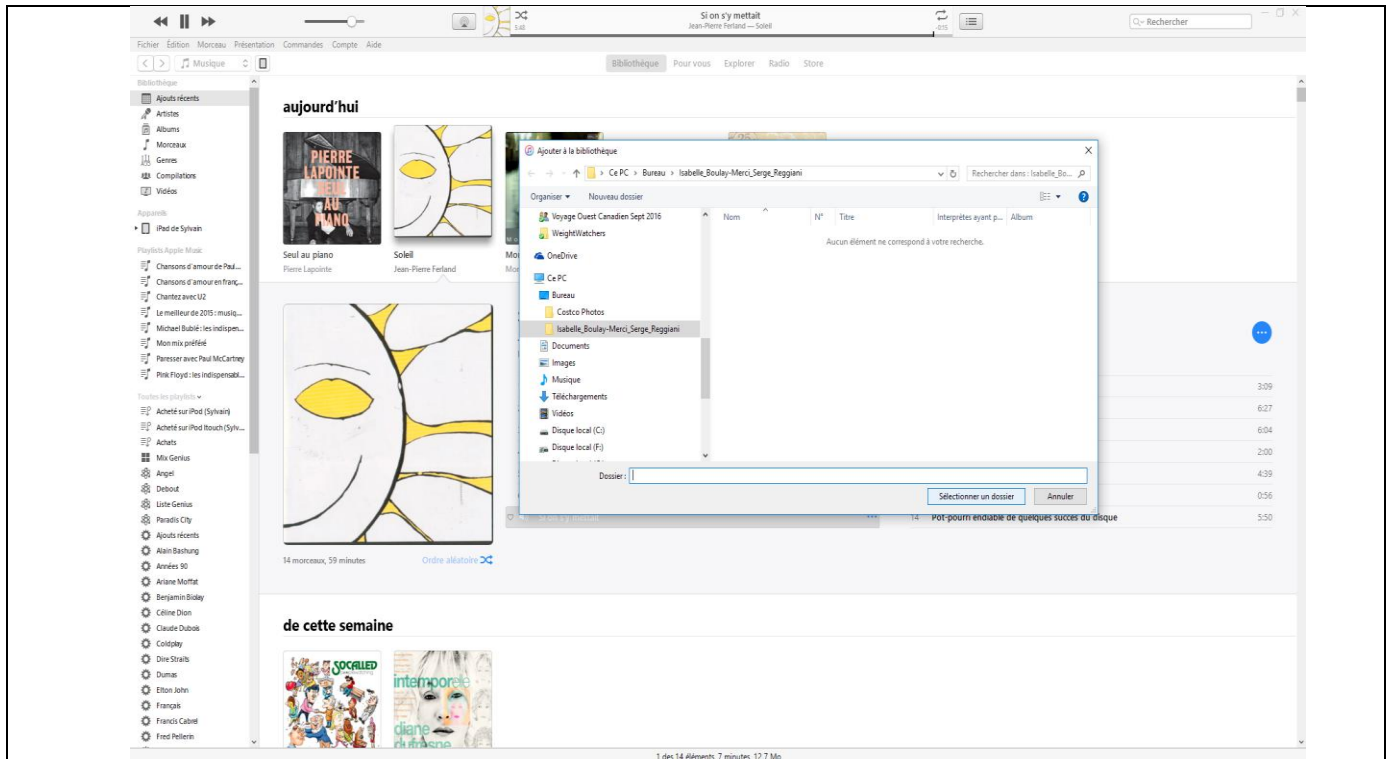 Si on s'y mettait
Jean-Pierre Ferland — Soleil
5:48
-0:15
Rechercher
Fichier Édition Morceau Présentation Commandes Compte Aide
Musique
Bibliothèque Pour vous Explorer Radio Store
Bibliothèque
Ajouts récents
Artistes
Albums
Morceaux
Genres
Compilations
Vidéos
Appareils
iPad de Sylvain
Playlists Apple Music
Chansons d'amour de Paul...
Chansons d'amour en franç...
Chantez avec U2
Le meilleur de 2015 : musiq...
Michael Bublé : les indispen...
Mon mix préféré
Paresser avec Paul McCartney
Pink Floyd : les indispensabl...
Toutes les playlists
Acheté sur iPod (Sylvain)
Acheté sur iPod Itouch (Sylv...
Achats
Mix Genius
Angel
Debout
Liste Genius
Paradis City
Ajouts récents
Alain Bashung
Années 90
Ariane Moffat
Benjamin Biolay
Céline Dion
Claude Dubois
Coldplay
Dire Straits
Dumas
Elton John
Français
Francis Cabrel
Fred Pellerin
aujourd'hui
PIERRE
LAPOINTE
SEUL
AU
PIANO
Seul au piano
Pierre Lapointe
Soleil
Jean-Pierre Ferland
Mo
Mor
Ajouter à la bibliothèque
Ce PC > Bureau > Isabelle_Boulay-Merci_Serge_Reggiani
Rechercher dans : Isabelle_Bo...
Organiser Nouveau dossier
Voyage Ouest Canadien Sept 2016
WeightWatchers
OneDrive
Ce PC
Bureau
Costco Photos
Isabelle_Boulay-Merci_Serge_Reggiani
Documents
Images
Musique
Téléchargements
Vidéos
Disque local (C:)
Disque local (F:)
Nom N° Titre Interprètes ayant p... Album
Aucun élément ne correspond à votre recherche.
Dossier :
Sélectionner un dossier Annuler
3:09
6:27
6:04
2:00
4:39
0:56
Si on s'y mettait
14 Pot-pourri endiablé de quelques succès du disque 5:50
14 morceaux, 59 minutes
Ordre aléatoire
de cette semaine
SOCALLED
intemporelle
diane
dufresne
1 des 14 éléments, 7 minutes, 12,7 Mo